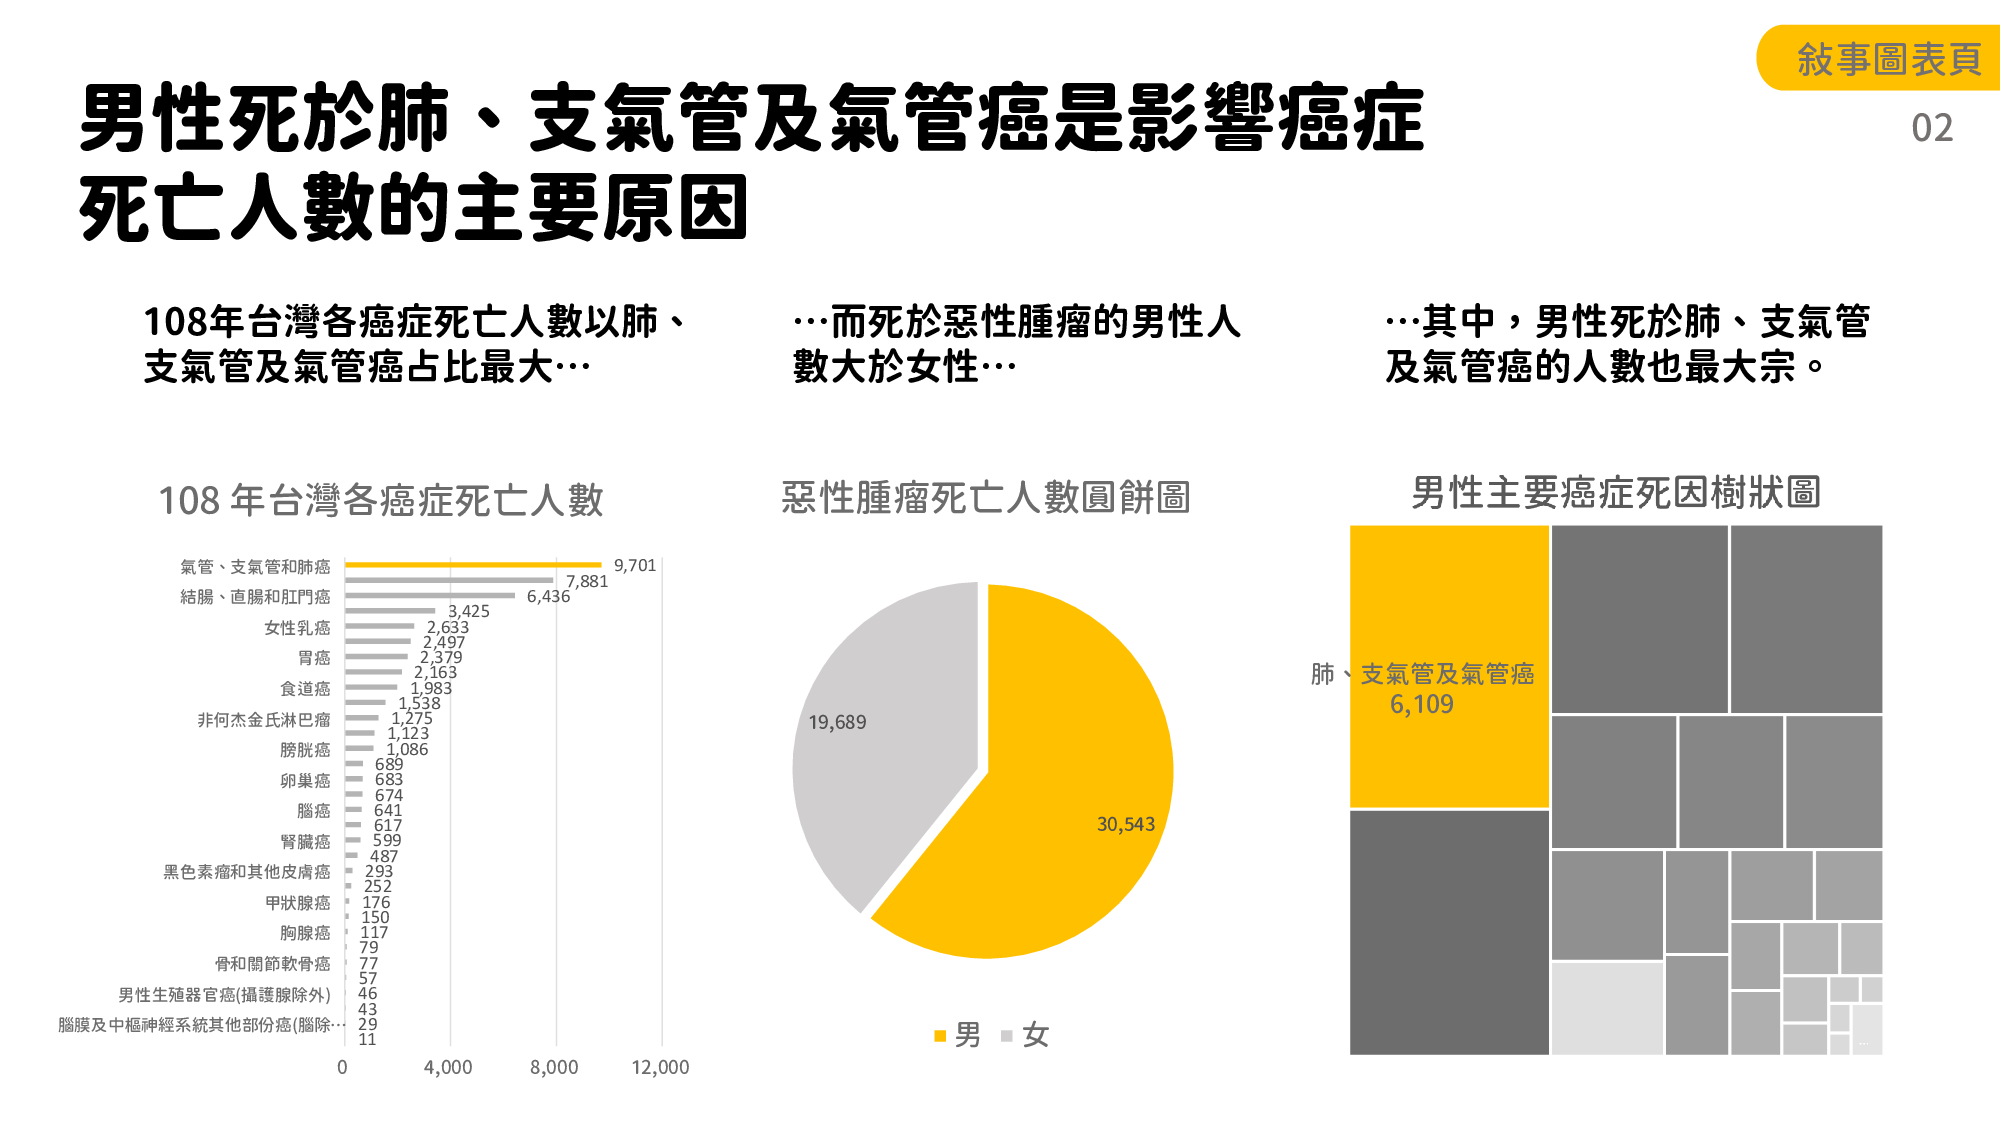 敍事圖表頁
02
男性死於肺、支氣管及氣管癌是影響癌症
死亡人數的主要原因
108年台灣各癌症死亡人數以肺、
支氣管及氣管癌占比最大…
…而死於惡性腫瘤的男性人
數大於女性…
…其中，男性死於肺、支氣管
及氣管癌的人數也最大宗。
108 年台灣各癌症死亡人數
氣管、支氣管和肺癌
9,701
7,881
結腸、直腸和肛門癌
6,436
3,425
女性乳癌
2,633
2,497
胃癌
2,379
2,163
食道癌
1,983
1,538
非何杰金氏淋巴瘤
1,275
1,123
膀胱癌
1,086
689
卵巢癌
683
674
腦癌
641
617
腎臟癌
599
487
黑色素瘤和其他皮膚癌
293
252
甲狀腺癌
176
150
胸腺癌
117
79
骨和關節軟骨癌
77
57
男性生殖器官癌(攝護腺除外)
46
43
腦膜及中樞神經系統其他部份癌(腦除…
29
11
0
4,000
8,000
12,000
惡性腫瘤死亡人數圓餅圖
19,689
30,543
男
女
男性主要癌症死因樹狀圖
肺、支氣管及氣管癌
6,109
…